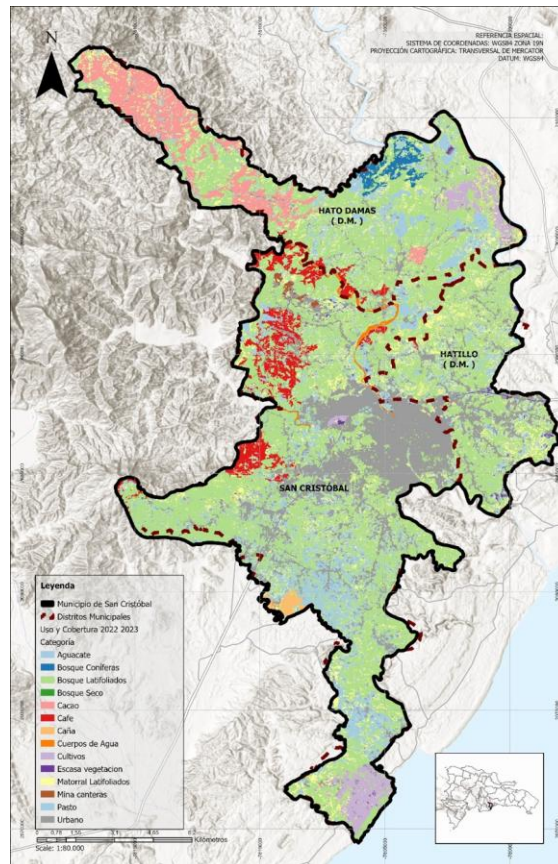 N
REFERENCIA ESPACIAL:
SISTEMA DE COORDENADAS: WGS84 ZONA 19N
PROYECCIÓN CARTOGRÁFICA: TRANSVERSAL DE MERCATOR
DATUM: WGS84
HATO DAMAS
( D.M. )
HATILLO
( D.M. )
SAN CRISTÓBAL
Leyenda
Municipio de San Cristóbal
Distritos Municipales
Uso y Cobertura 2022 2023
Categoría
Aguacate
Bosque Coníferas
Bosque Latifoliados
Bosque Seco
Cacao
Cafe
Caña
Cuerpos de Agua
Cultivos
Escasa vegetacion
Matorral Latifoliados
Mina canteras
Pasto
Urbano
Kilómetros
Scale: 1:80.000